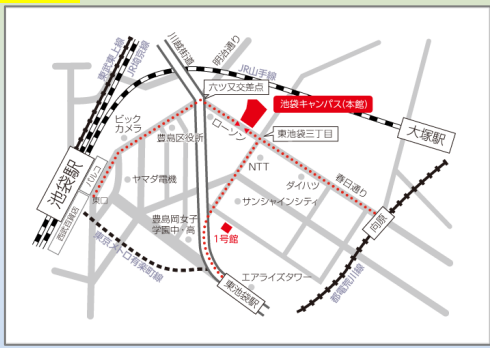 東武東上線
JR埼京線
川越街道
明治通り
JR山手線
六ツ又交差点
池袋キャンパス(本館)
ビック
カメラ
豊島区役所
ローソン
東池袋三丁目
大塚駅
池袋駅
パルコ
ヤマダ電機
NTT
ダイハツ
春日通り
東口
西武百貨店
サンシャインシティ
向原
豊島岡女子
学園中・高
1号館
東京メトロ有楽町線
エアライズタワー
都電荒川線
東池袋駅